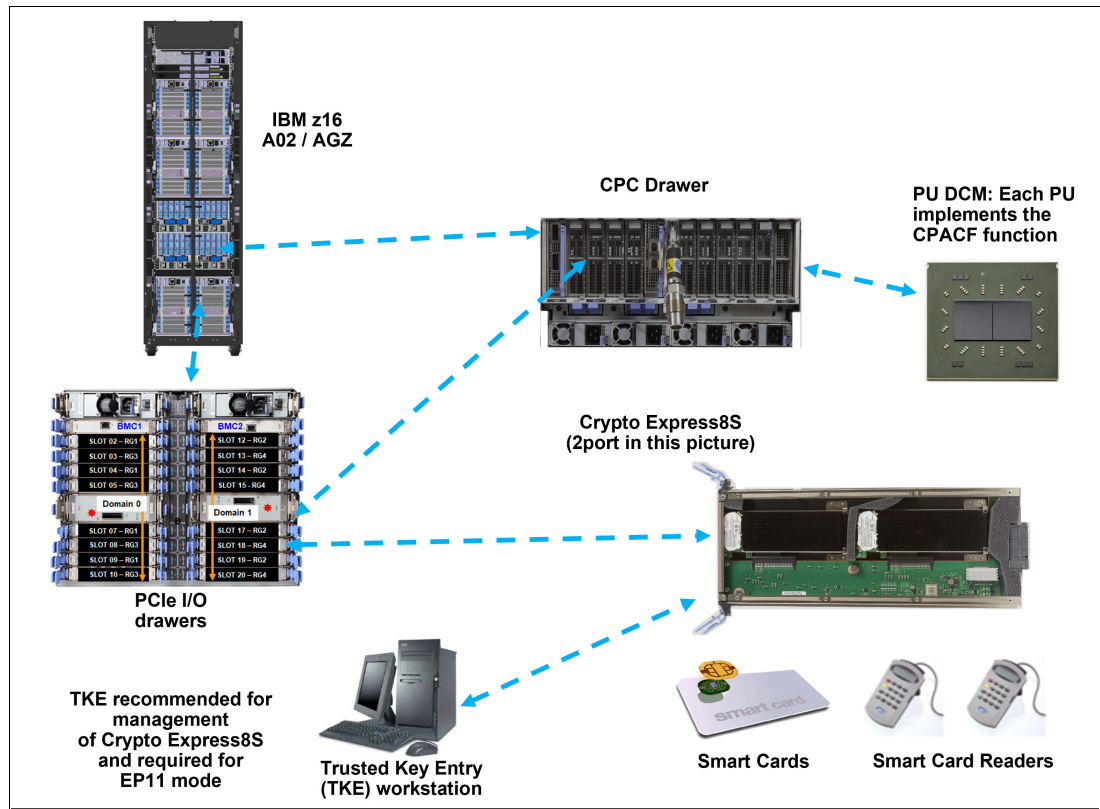 IBM z16
A02 / AGZ
CPC Drawer
PU DCM: Each PU
implements the
CPACF function
BMC1
BMC2
SLOT 02 – RG1
SLOT 12 – RG2
SLOT 03 – RG3
SLOT 13 – RG4
SLOT 04 – RG1
SLOT 14 – RG2
SLOT 05 – RG3
SLOT 15 - RG4
Domain 0
Domain 1
SLOT 07 – RG1
SLOT 17 – RG2
SLOT 08 – RG3
SLOT 18 – RG4
SLOT 09 – RG1
SLOT 19 – RG2
SLOT 10 – RG3
SLOT 20 – RG4
PCIe I/O
drawers
Crypto Express8S
(2port in this picture)
TKE recommended for
management
of Crypto Express8S
and required for
EP11 mode
Trusted Key Entry
(TKE) workstation
smart card
Smart Cards
Smart Card Readers